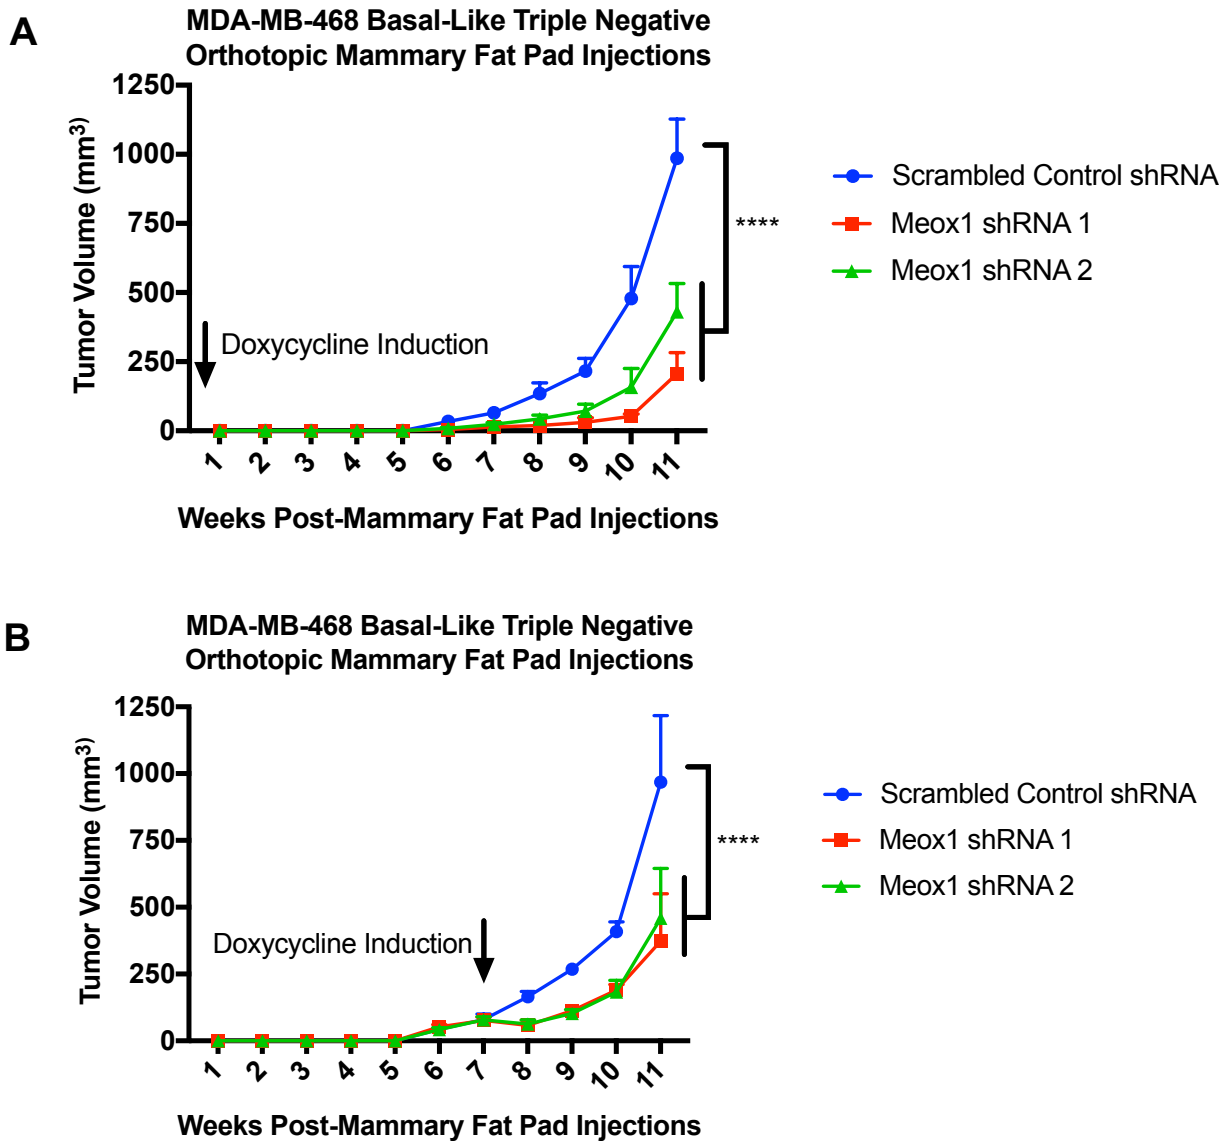 A
MDA-MB-468 Basal-Like Triple Negative
Orthotopic Mammary Fat Pad Injections
Tumor Volume (mm³)
1250
1000
750
500
250
0
Doxycycline Induction
****
Scrambled Control shRNA
Meox1 shRNA 1
Meox1 shRNA 2
1 2 3 4 5 6 7 8 9 10 11
Weeks Post-Mammary Fat Pad Injections
B
MDA-MB-468 Basal-Like Triple Negative
Orthotopic Mammary Fat Pad Injections
Tumor Volume (mm³)
1250
1000
750
500
250
0
Doxycycline Induction
****
Scrambled Control shRNA
Meox1 shRNA 1
Meox1 shRNA 2
1 2 3 4 5 6 7 8 9 10 11
Weeks Post-Mammary Fat Pad Injections